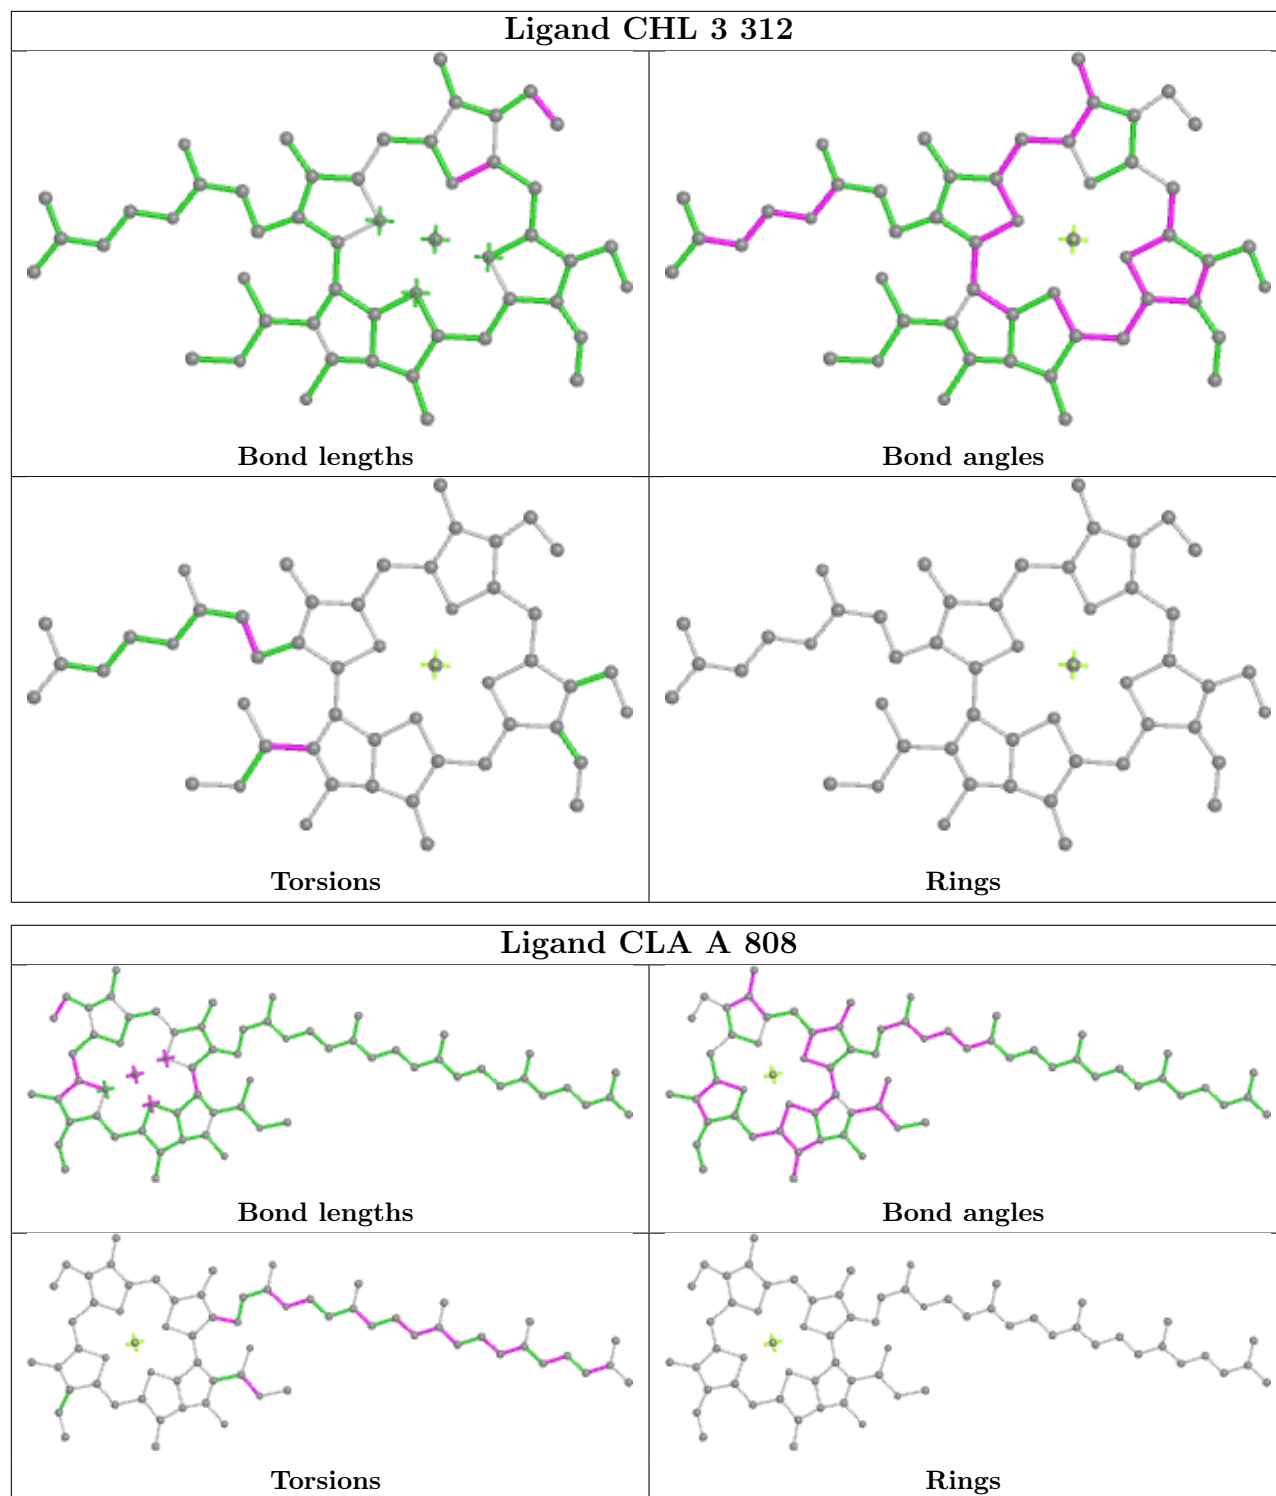 Ligand CHL 3 312
Bond lengths
Bond angles
Torsions
Rings
Ligand CLA A 808
Bond lengths
Bond angles
Torsions
Rings